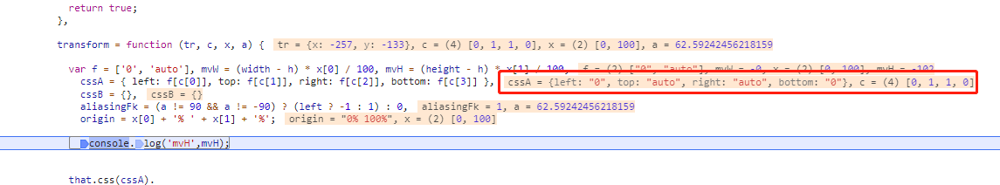 return true;
},
transform = function (tr, c, x, a) { tr = {x: -257, y: -133}, c = (4) [0, 1, 1, 0], x = (2) [0, 100], a = 62.59242456218159
var f = ['0', 'auto'], mvW = (width - h) * x[0] / 100, mvH = (height - h) * x[1] / 100, f = (2) ["0", "auto"], mvW = -0, x = (2) [0, 100], mvH = -102
cssA = { left: f[c[0]], top: f[c[1]], right: f[c[2]], bottom: f[c[3]] }, cssA = {left: "0", top: "auto", right: "auto", bottom: "0"}, c = (4) [0, 1, 1, 0]
cssB = {}, cssB = {}
aliasingFk = (a != 90 && a != -90) ? (left ? -1 : 1) : 0, aliasingFk = 1, a = 62.59242456218159
origin = x[0] + '% ' + x[1] + '%'; origin = "0% 100%", x = (2) [0, 100]
console.log('mvH',mvH);
that.css(cssA).